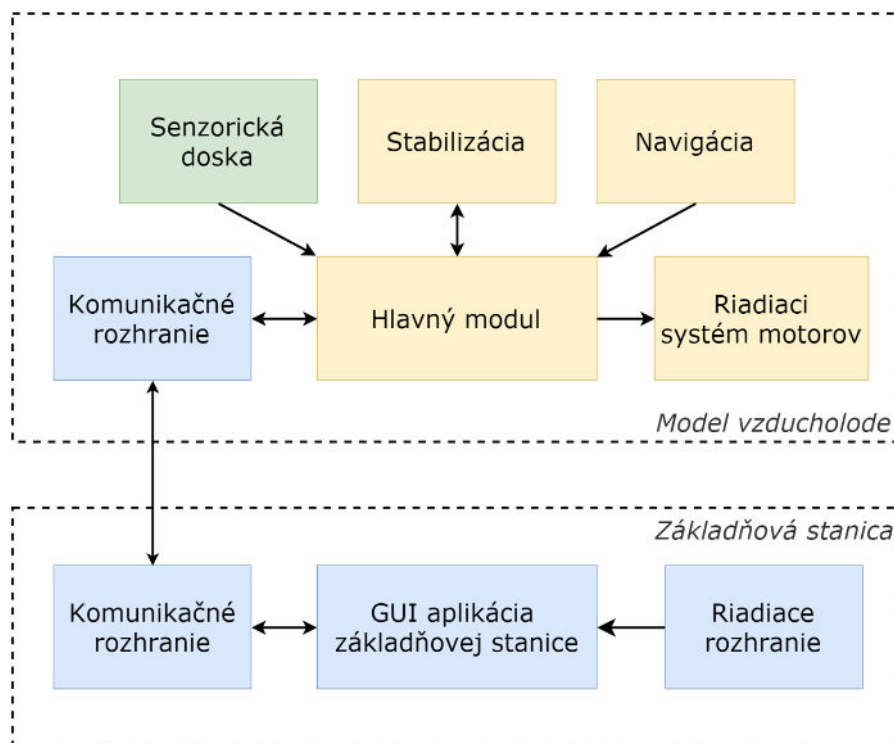 Senzorická
doska
Stabilizácia
Navigácia
Komunikačné
rozhranie
Hlavný modul
Riadiaci
systém motorov
Model vzducholode
Základňová stanica
Komunikačné
rozhranie
GUI aplikácia
základňovej stanice
Riadiace
rozhranie